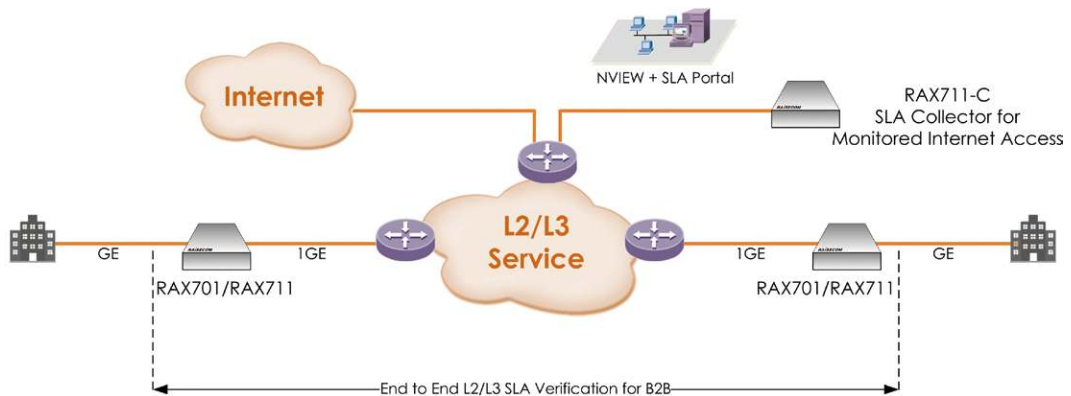 NVIEW + SLA Portal
Internet
RAX711-C
SLA Collector for
Monitored Internet Access
L2/L3
Service
GE
1GE
1GE
GE
RAX701/RAX711
RAX701/RAX711
End to End L2/L3 SLA Verification for B2B